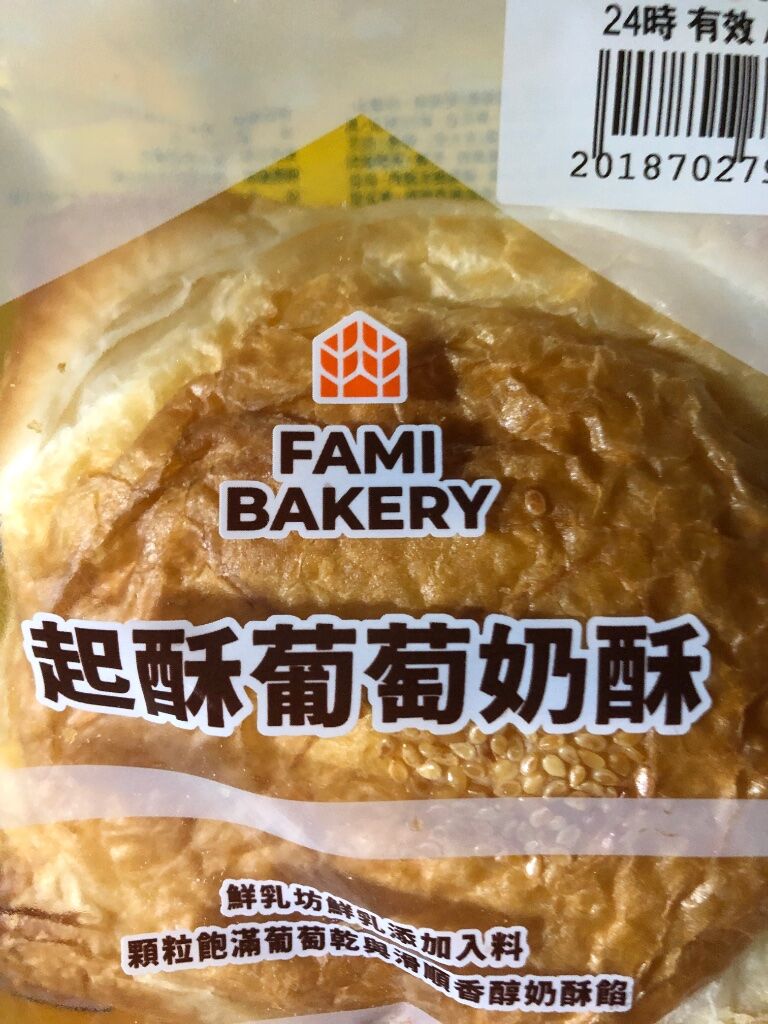 24時 有效
20187027
FAMI
BAKERY
起酥葡萄奶酥
鮮乳坊鮮乳添加入料
顆粒飽滿葡萄乾與滑順香醇奶酥餡